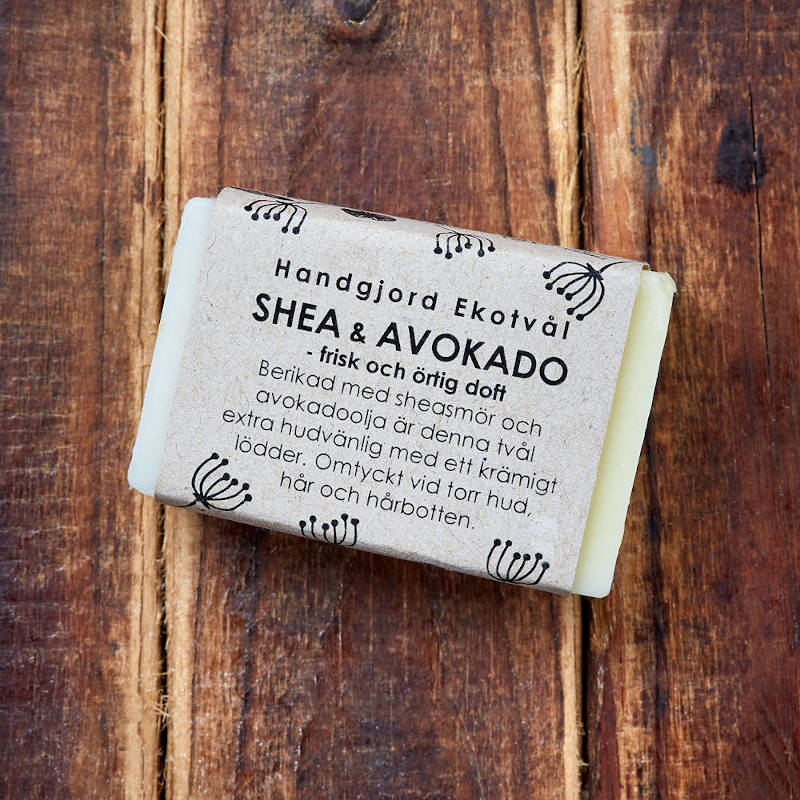 Handgjord Ekotvål
SHEA & AVOKADO
- frisk och örtig doft
Berikad med sheasmör och
avokadoolja är denna tvål
extra hudvänlig med ett krämigt
lödder. Omtyckt vid torr hud,
hår och hårbotten.